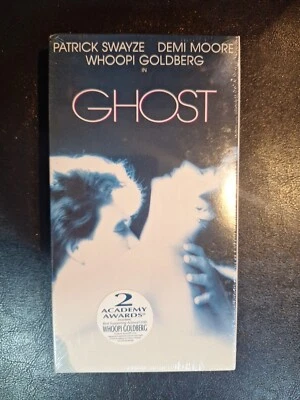 PATRICK SWAYZE DEMI MOORE
WHOOPI GOLDBERG
IN
GHOST
2
ACADEMY
AWARDS®
WHOOPI GOLDBERG